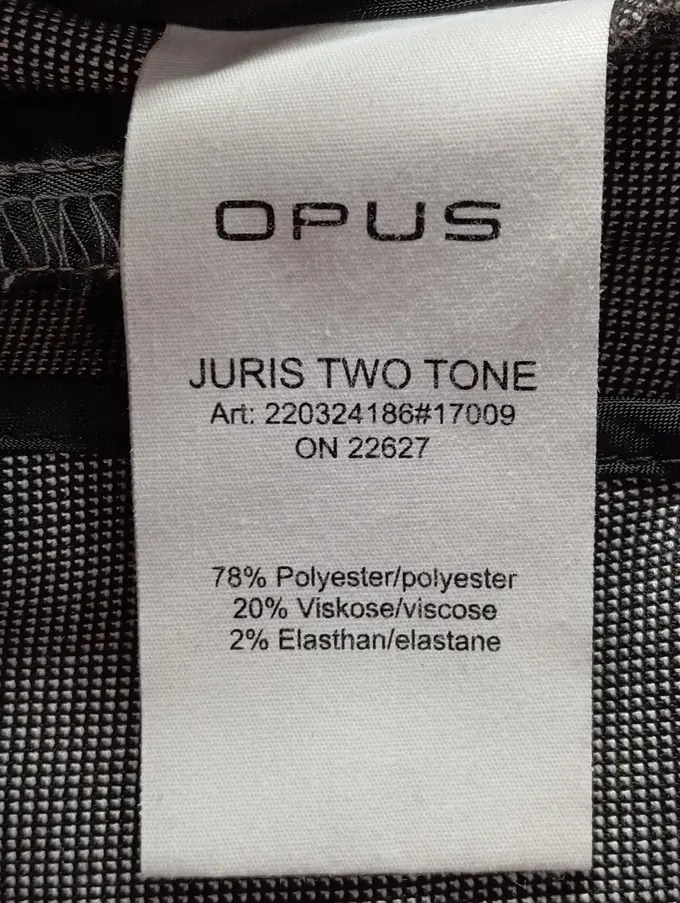 OPUS
JURIS TWO TONE
Art: 220324186#17009
ON 22627
78% Polyester/polyester
20% Viskose/viscose
2% Elasthan/elastane